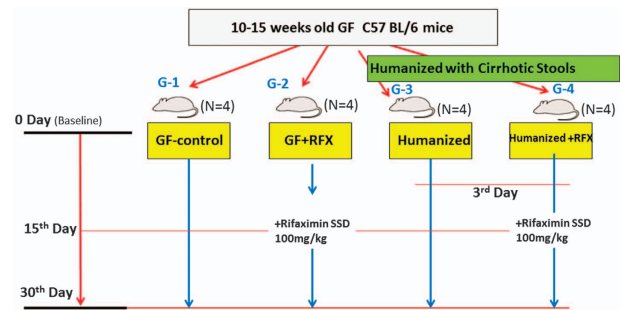 10-15 weeks old GF C57 BL/6 mice
Humanized with Cirrhotic Stools
G-1
G-2
G-3
G-4
(N=4)
(N=4)
(N=4)
(N=4)
0 Day (Baseline)
GF-control
GF+RFX
Humanized
Humanized +RFX
3rd Day
15th Day
+Rifaximin SSD
100mg/kg
+Rifaximin SSD
100mg/kg
30th Day